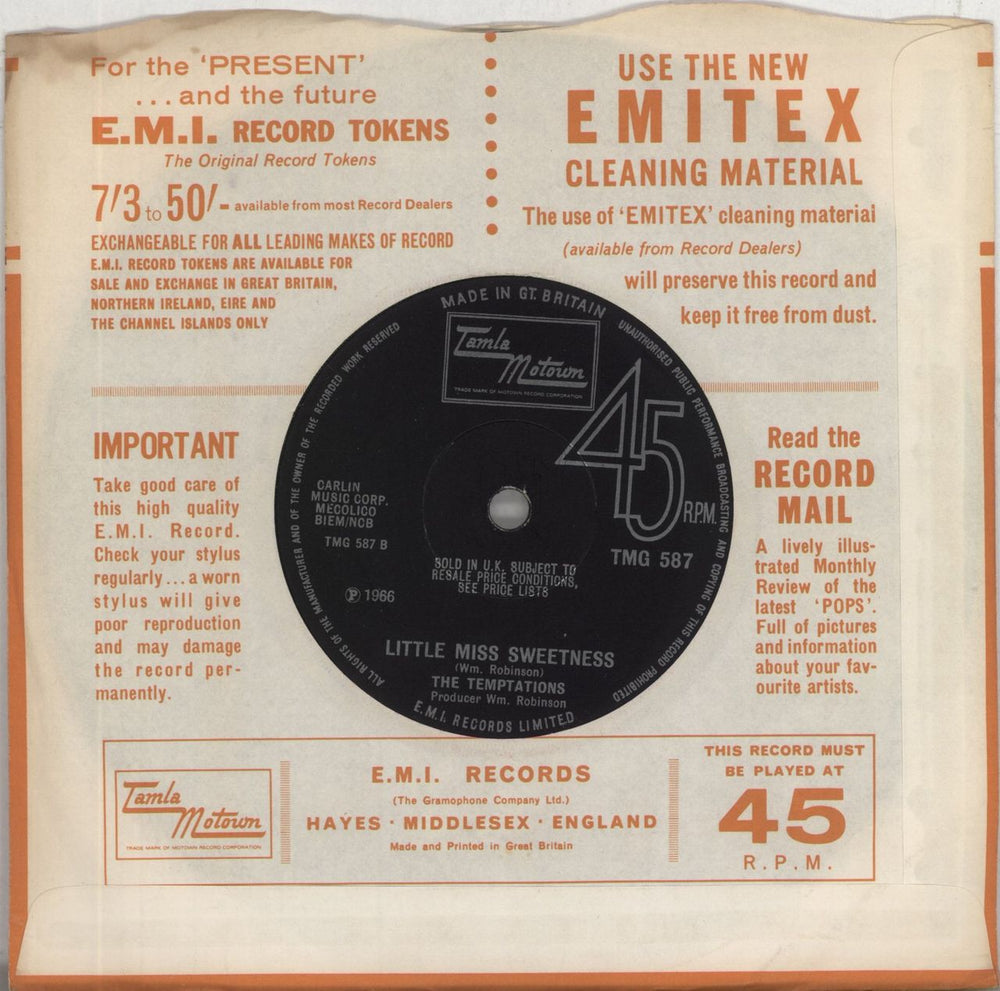 For the 'PRESENT'
...and the future
E.M.I. RECORD TOKENS
The Original Record Tokens
7/3 to 50/- available from most Record Dealers
EXCHANGEABLE FOR ALL LEADING MAKES OF RECORD
E.M.I. RECORD TOKENS ARE AVAILABLE FOR
SALE AND EXCHANGE IN GREAT BRITAIN,
NORTHERN IRELAND, EIRE AND
THE CHANNEL ISLANDS ONLY
USE THE NEW
EMITEX
CLEANING MATERIAL
The use of 'EMITEX' cleaning material
(available from Record Dealers)
will preserve this record and
keep it free from dust.
IMPORTANT
Take good care of
this high quality
E.M.I. Record.
Check your stylus
regularly...a worn
stylus will give
poor reproduction
and may damage
the record per-
manently.
MADE IN GT. BRITAIN
UNAUTHORISED PUBLIC PERFORMANCE BROADCASTING AND COPYING OF THIS RECORD PROHIBITED
ALL RIGHTS OF THE MANUFACTURER AND OF THE OWNER OF THE RECORDED WORK RESERVED
Tamla
Motown
TRADE MARK OF MOTOWN RECORD CORPORATION
45
R.P.M.
CARLIN
MUSIC CORP.
MECOLICO
BIEM/NCB
TMG 587 B
TMG 587
SOLD IN U.K. SUBJECT TO
RESALE PRICE CONDITIONS,
SEE PRICE LISTS
Ⓟ 1966
LITTLE MISS SWEETNESS
(Wm. Robinson)
THE TEMPTATIONS
Producer Wm. Robinson
E.M.I. RECORDS LIMITED
Read the
RECORD
MAIL
A lively illus-
trated Monthly
Review of the
latest 'POPS'.
Full of pictures
and information
about your fav-
ourite artists.
Tamla
Motown
TRADE MARK OF MOTOWN RECORD CORPORATION
E.M.I. RECORDS
(The Gramophone Company Ltd.)
HAYES · MIDDLESEX · ENGLAND
Made and Printed in Great Britain
THIS RECORD MUST
BE PLAYED AT
45
R.P.M.